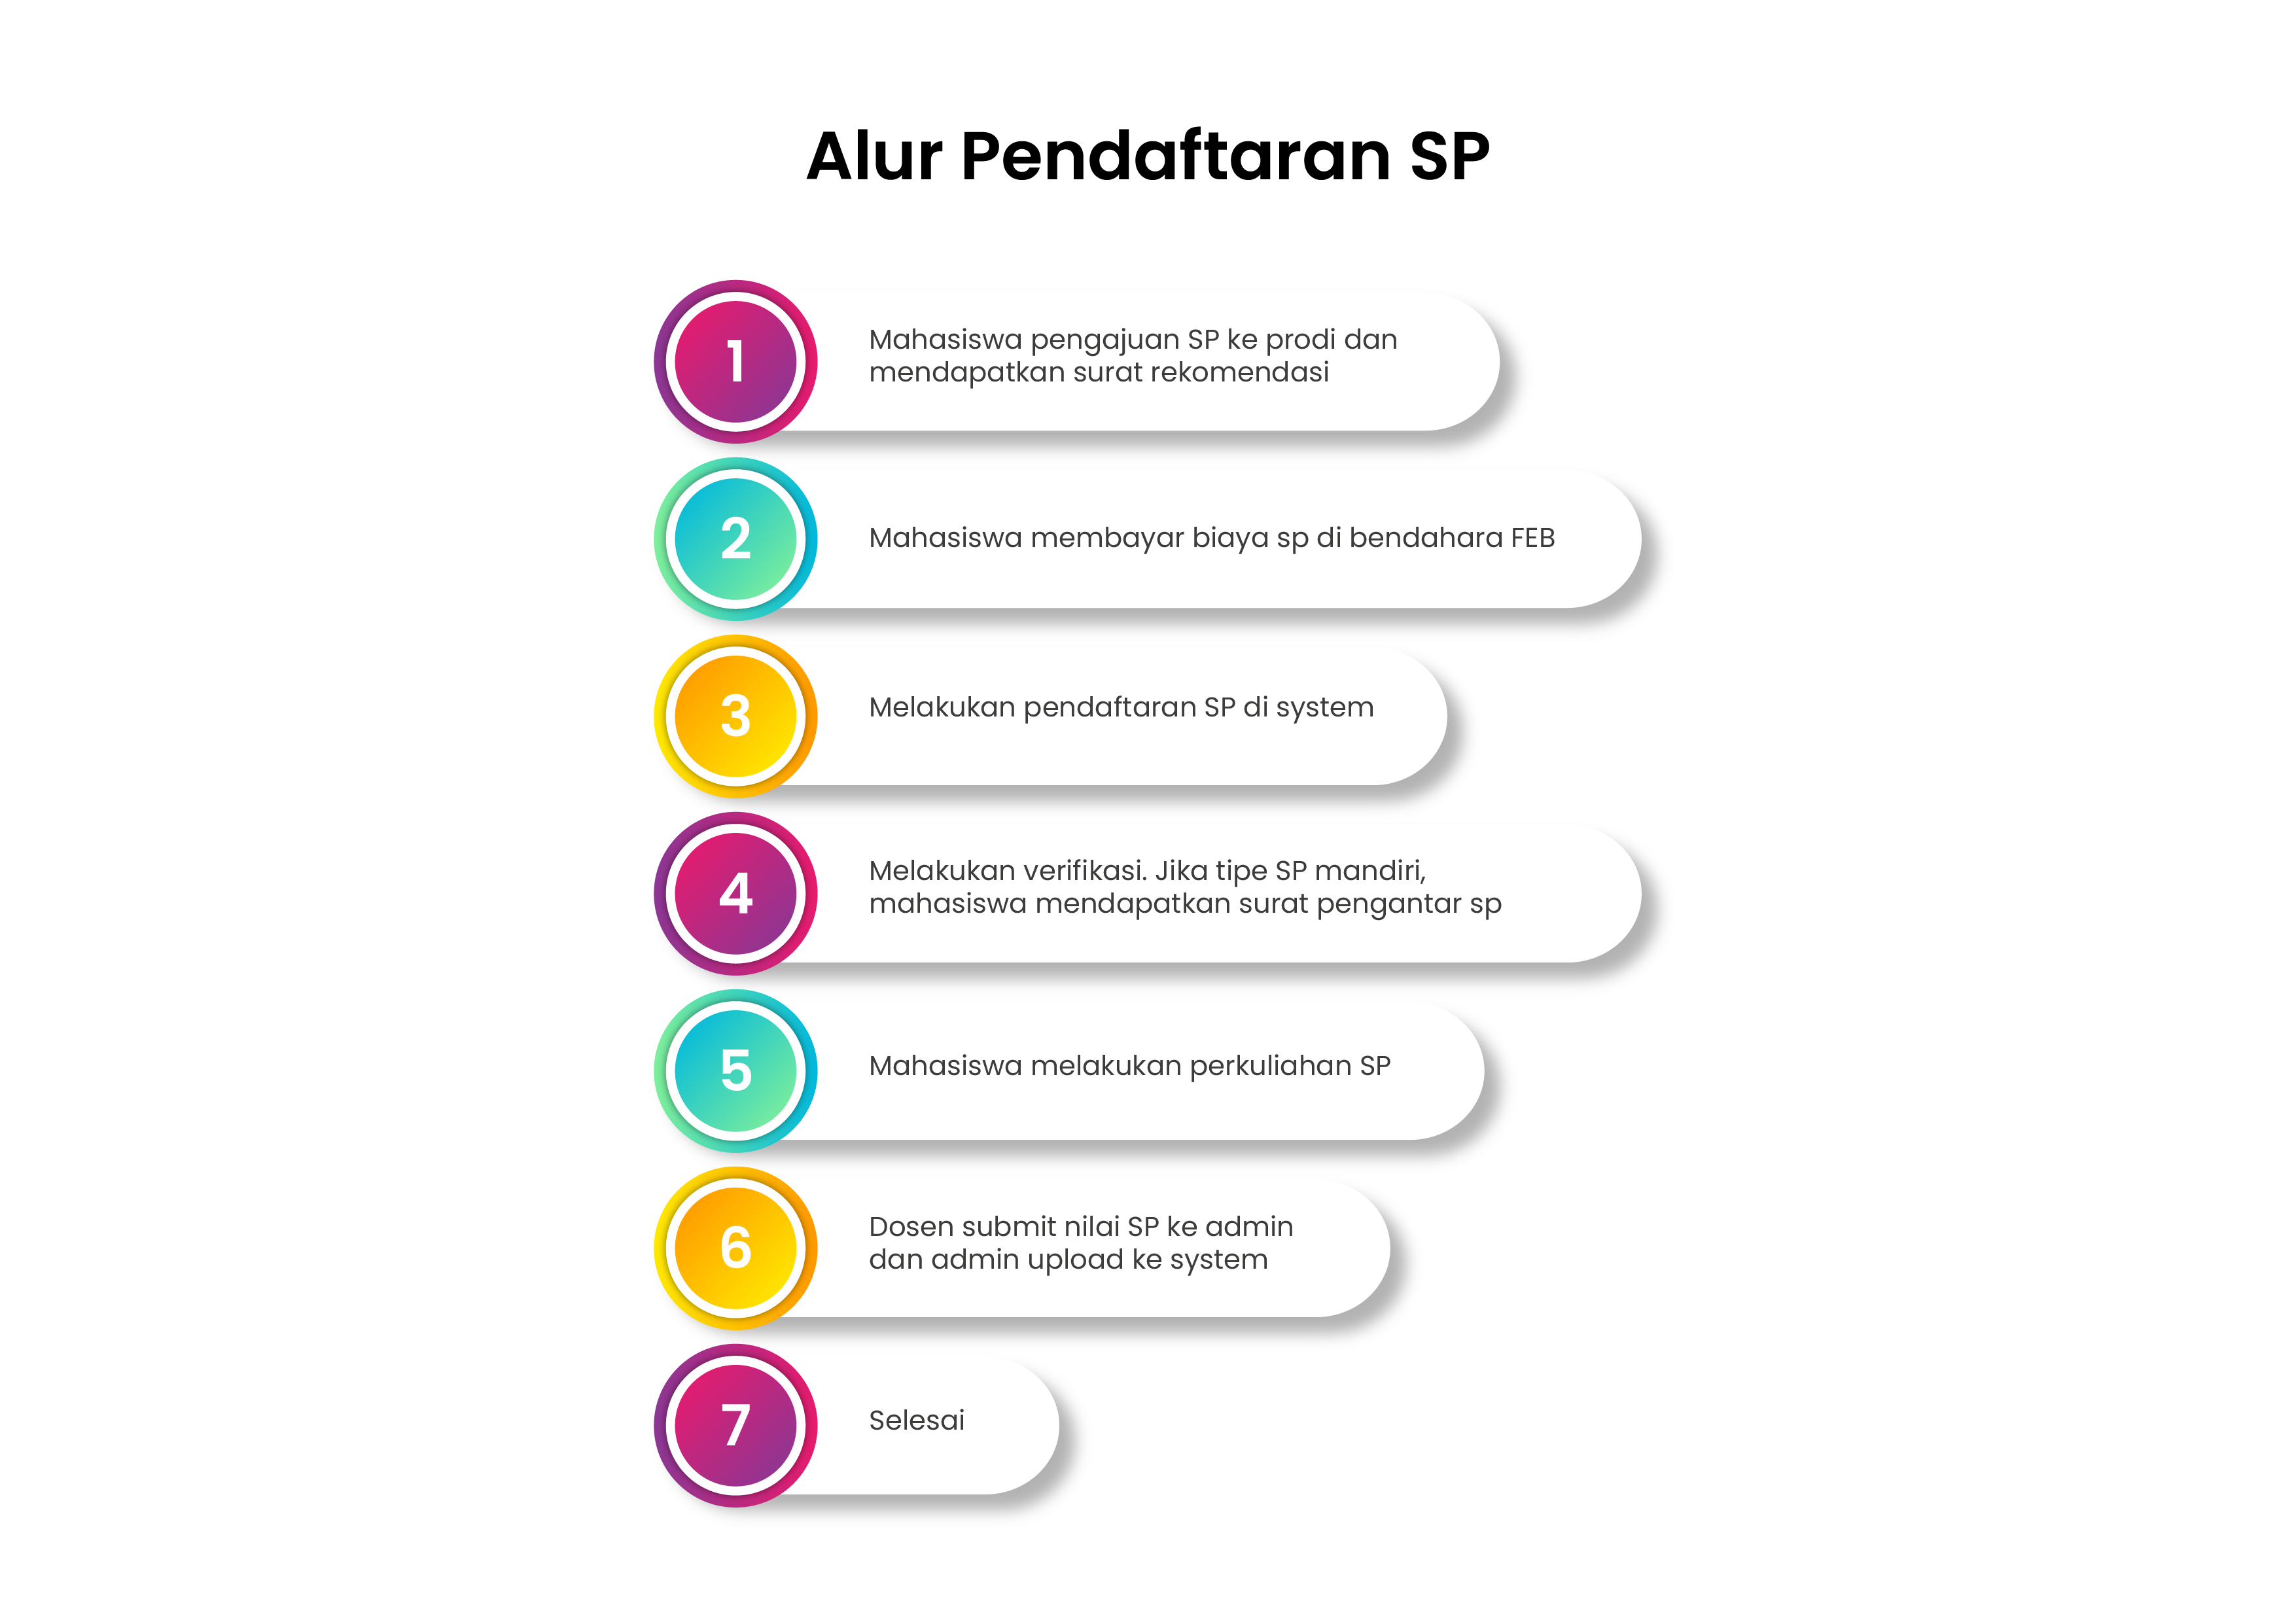 Alur Pendaftaran SP
1
Mahasiswa pengajuan SP ke prodi dan
mendapatkan surat rekomendasi
2
Mahasiswa membayar biaya sp di bendahara FEB
3
Melakukan pendaftaran SP di system
4
Melakukan verifikasi. Jika tipe SP mandiri,
mahasiswa mendapatkan surat pengantar sp
5
Mahasiswa melakukan perkuliahan SP
6
Dosen submit nilai SP ke admin
dan admin upload ke system
7
Selesai